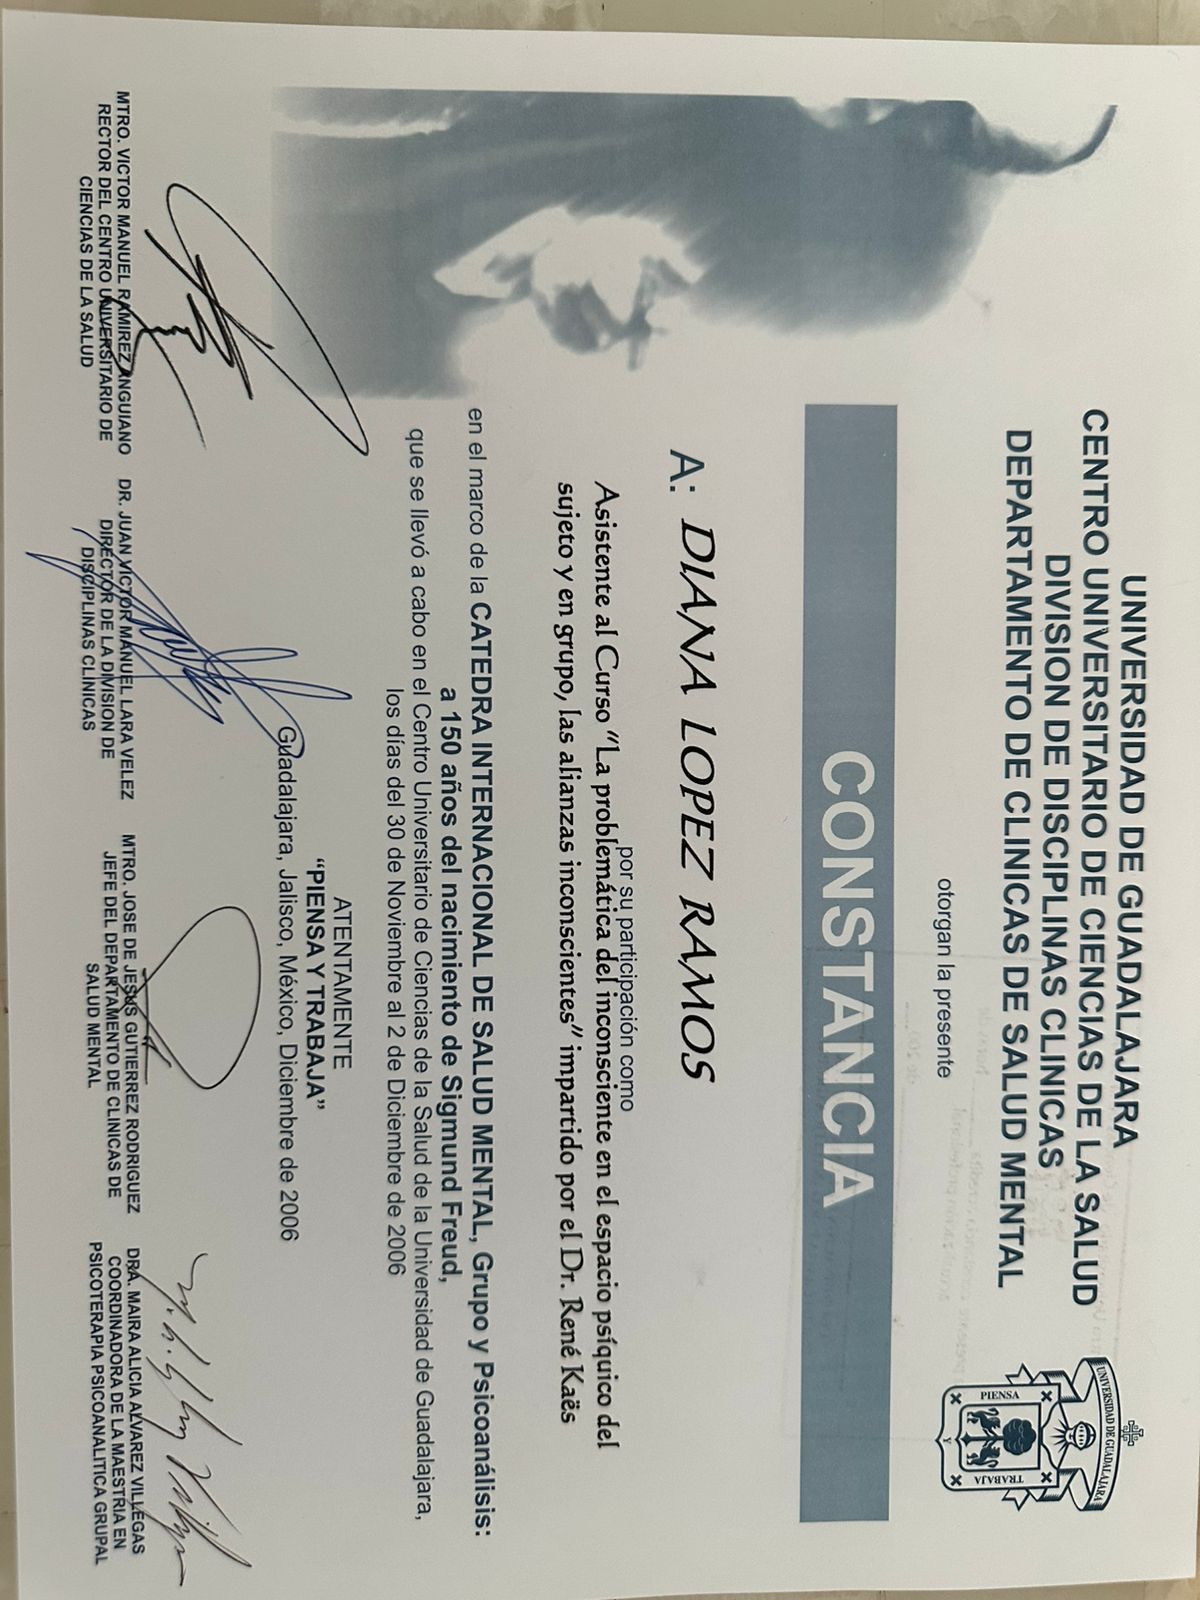 UNIVERSIDAD DE GUADALAJARA
CENTRO UNIVERSITARIO DE CIENCIAS DE LA SALUD
DIVISION DE DISCIPLINAS CLINICAS
DEPARTAMENTO DE CLINICAS DE SALUD MENTAL
UNIVERSIDAD DE GUADALAJARA
PIENSA
Y
TRABAJA
otorgan la presente
CONSTANCIA
A: DIANA LOPEZ RAMOS
por su participación como
Asistente al Curso "La problemática del inconsciente en el espacio psíquico del
sujeto y en grupo, las alianzas inconscientes" impartido por el Dr. René Kaës
en el marco de la CATEDRA INTERNACIONAL DE SALUD MENTAL, Grupo y Psicoanálisis:
a 150 años del nacimiento de Sigmund Freud,
que se llevó a cabo en el Centro Universitario de Ciencias de la Salud de la Universidad de Guadalajara,
los días del 30 de Noviembre al 2 de Diciembre de 2006
ATENTAMENTE
"PIENSA Y TRABAJA"
Guadalajara, Jalisco, México, Diciembre de 2006
MTRO. VICTOR MANUEL RAMIREZ ANGUIANO
RECTOR DEL CENTRO UNIVERSITARIO DE
CIENCIAS DE LA SALUD
DR. JUAN VICTOR MANUEL LARA VELEZ
DIRECTOR DE LA DIVISION DE
DISCIPLINAS CLINICAS
MTRO. JOSE DE JESUS GUTIERREZ RODRIGUEZ
JEFE DEL DEPARTAMENTO DE CLINICAS DE
SALUD MENTAL
DRA. MAIRA ALICIA ALVAREZ VILLEGAS
COORDINADORA DE LA MAESTRIA EN
PSICOTERAPIA PSICOANALITICA GRUPAL